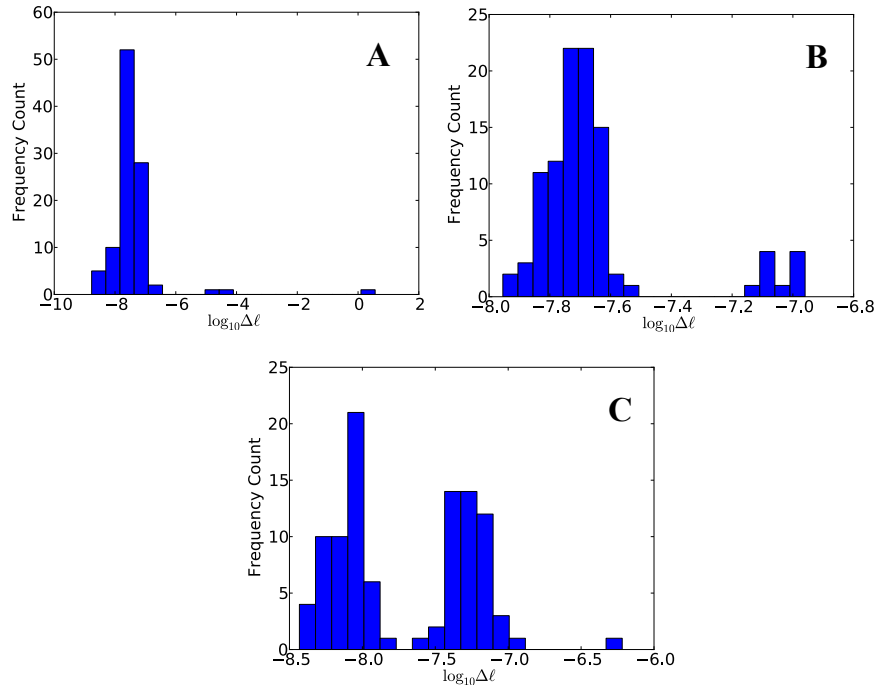 A
Frequency Count
60
50
40
30
20
10
0
−10 −8 −6 −4 −2 0 2
log₁₀Δℓ
B
Frequency Count
25
20
15
10
5
0
−8.0 −7.8 −7.6 −7.4 −7.2 −7.0 −6.8
log₁₀Δℓ
C
Frequency Count
25
20
15
10
5
0
−8.5 −8.0 −7.5 −7.0 −6.5 −6.0
log₁₀Δℓ